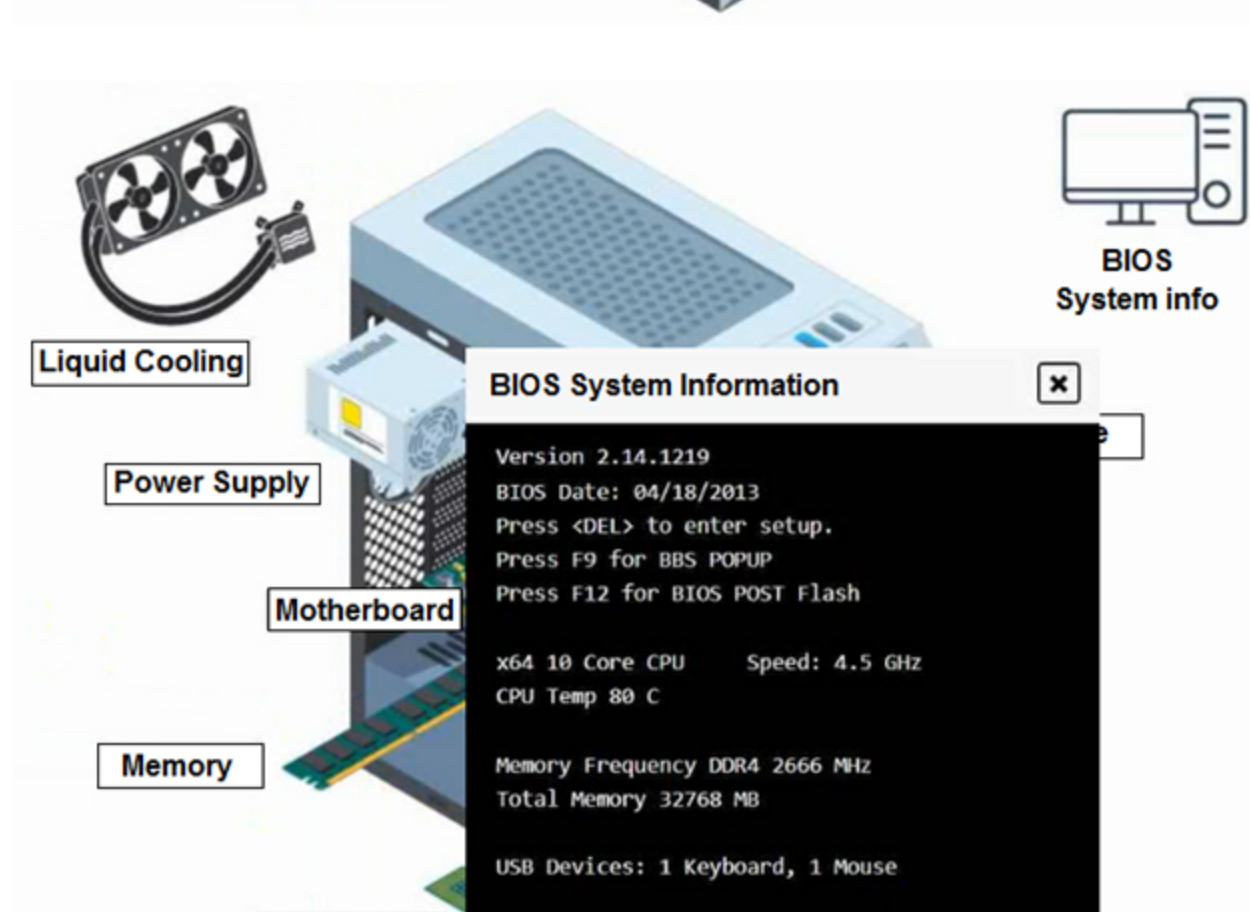 BIOS
System info
Liquid Cooling
BIOS System Information
Power Supply
Version 2.14.1219
BIOS Date: 04/18/2013
Press <DEL> to enter setup.
Press F9 for BBS POPUP
Press F12 for BIOS POST Flash
Motherboard
x64 10 Core CPU Speed: 4.5 GHz
CPU Temp 80 C
Memory
Memory Frequency DDR4 2666 MHz
Total Memory 32768 MB
USB Devices: 1 Keyboard, 1 Mouse